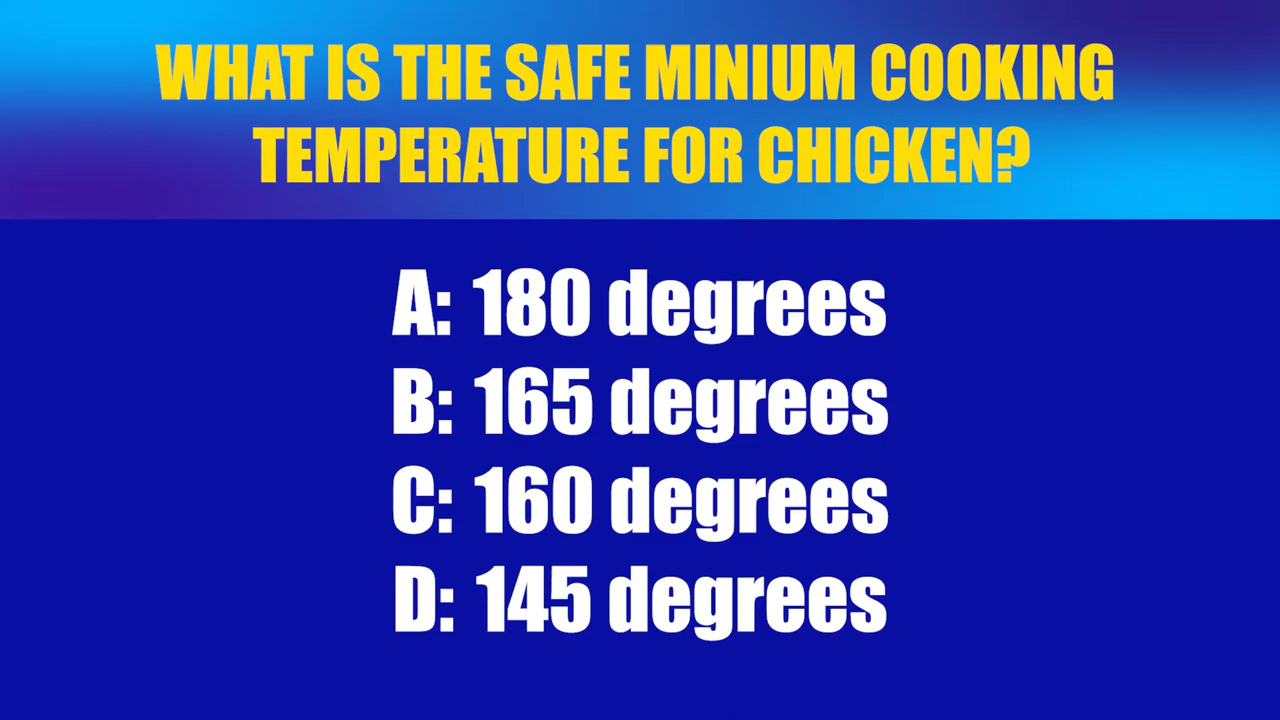 WHAT IS THE SAFE MINIUM COOKING
TEMPERATURE FOR CHICKEN?
A: 180 degrees
B: 165 degrees
C: 160 degrees
D: 145 degrees